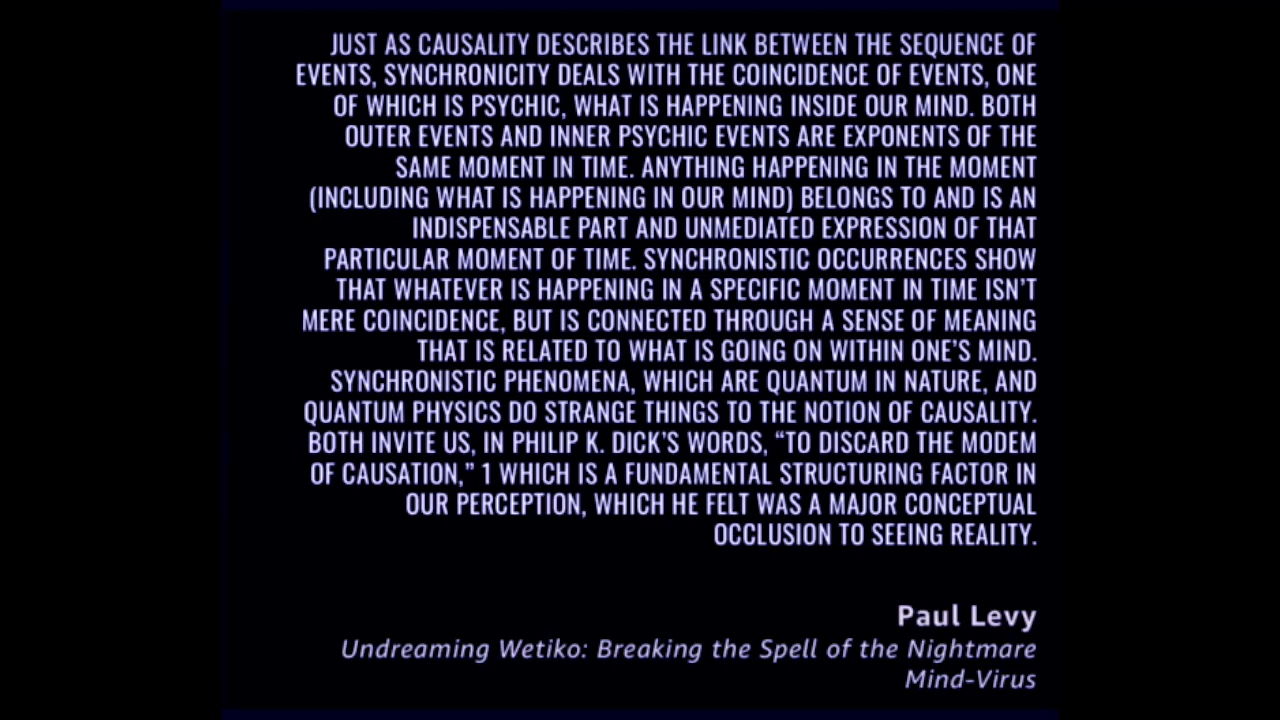 JUST AS CAUSALITY DESCRIBES THE LINK BETWEEN THE SEQUENCE OF
EVENTS, SYNCHRONICITY DEALS WITH THE COINCIDENCE OF EVENTS, ONE
OF WHICH IS PSYCHIC, WHAT IS HAPPENING INSIDE OUR MIND. BOTH
OUTER EVENTS AND INNER PSYCHIC EVENTS ARE EXPONENTS OF THE
SAME MOMENT IN TIME. ANYTHING HAPPENING IN THE MOMENT
(INCLUDING WHAT IS HAPPENING IN OUR MIND) BELONGS TO AND IS AN
INDISPENSABLE PART AND UNMEDIATED EXPRESSION OF THAT
PARTICULAR MOMENT OF TIME. SYNCHRONISTIC OCCURRENCES SHOW
THAT WHATEVER IS HAPPENING IN A SPECIFIC MOMENT IN TIME ISN’T
MERE COINCIDENCE, BUT IS CONNECTED THROUGH A SENSE OF MEANING
THAT IS RELATED TO WHAT IS GOING ON WITHIN ONE’S MIND.
SYNCHRONISTIC PHENOMENA, WHICH ARE QUANTUM IN NATURE, AND
QUANTUM PHYSICS DO STRANGE THINGS TO THE NOTION OF CAUSALITY.
BOTH INVITE US, IN PHILIP K. DICK’S WORDS, “TO DISCARD THE MODEM
OF CAUSATION,” 1 WHICH IS A FUNDAMENTAL STRUCTURING FACTOR IN
OUR PERCEPTION, WHICH HE FELT WAS A MAJOR CONCEPTUAL
OCCLUSION TO SEEING REALITY.
Paul Levy
Undreaming Wetiko: Breaking the Spell of the Nightmare
Mind-Virus